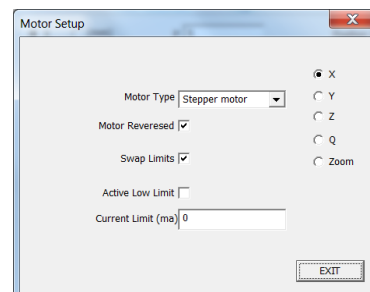 Motor Setup
X
Motor Type Stepper motor
Y
Motor Reveresed
Z
Q
Swap Limits
Zoom
Active Low Limit
Current Limit (ma) 0
EXIT